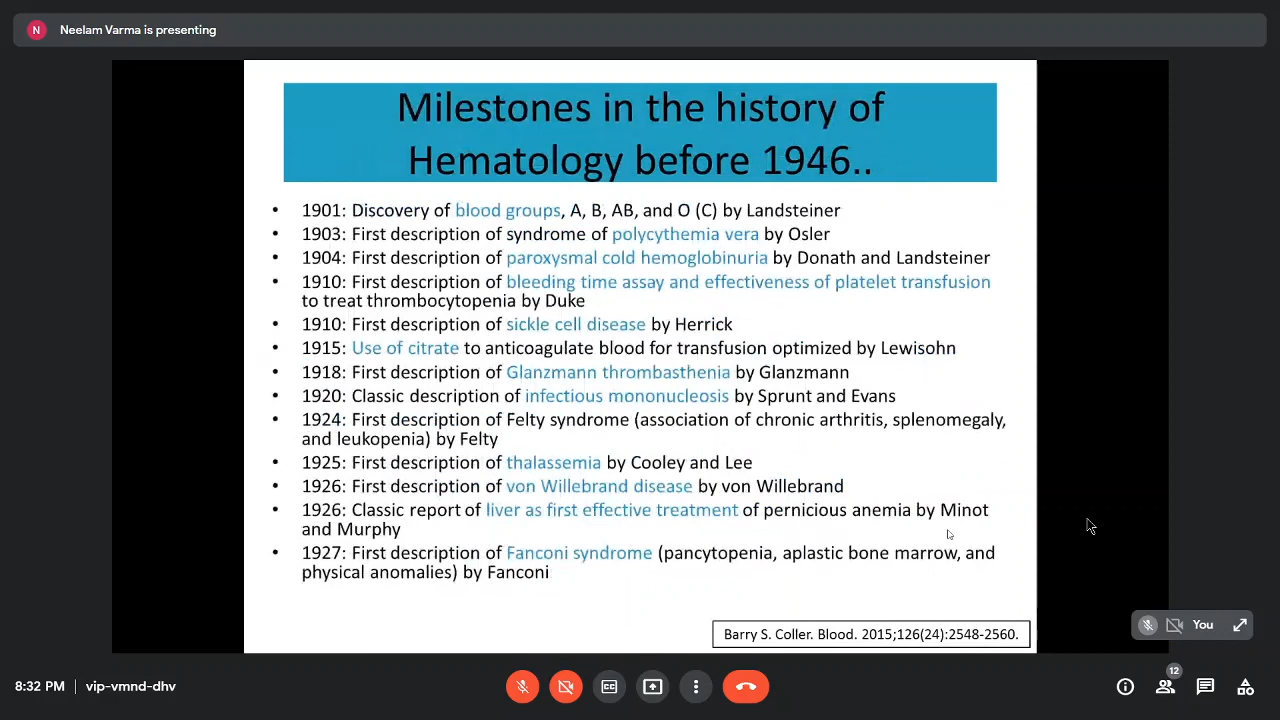 N Neelam Varma is presenting
Milestones in the history of
Hematology before 1946..
• 1901: Discovery of blood groups, A, B, AB, and O (C) by Landsteiner
• 1903: First description of syndrome of polycythemia vera by Osler
• 1904: First description of paroxysmal cold hemoglobinuria by Donath and Landsteiner
• 1910: First description of bleeding time assay and effectiveness of platelet transfusion
to treat thrombocytopenia by Duke
• 1910: First description of sickle cell disease by Herrick
• 1915: Use of citrate to anticoagulate blood for transfusion optimized by Lewisohn
• 1918: First description of Glanzmann thrombasthenia by Glanzmann
• 1920: Classic description of infectious mononucleosis by Sprunt and Evans
• 1924: First description of Felty syndrome (association of chronic arthritis, splenomegaly,
and leukopenia) by Felty
• 1925: First description of thalassemia by Cooley and Lee
• 1926: First description of von Willebrand disease by von Willebrand
• 1926: Classic report of liver as first effective treatment of pernicious anemia by Minot
and Murphy
• 1927: First description of Fanconi syndrome (pancytopenia, aplastic bone marrow, and
physical anomalies) by Fanconi
Barry S. Coller. Blood. 2015;126(24):2548-2560.
You
8:32 PM | vip-vmnd-dhv
CC
12